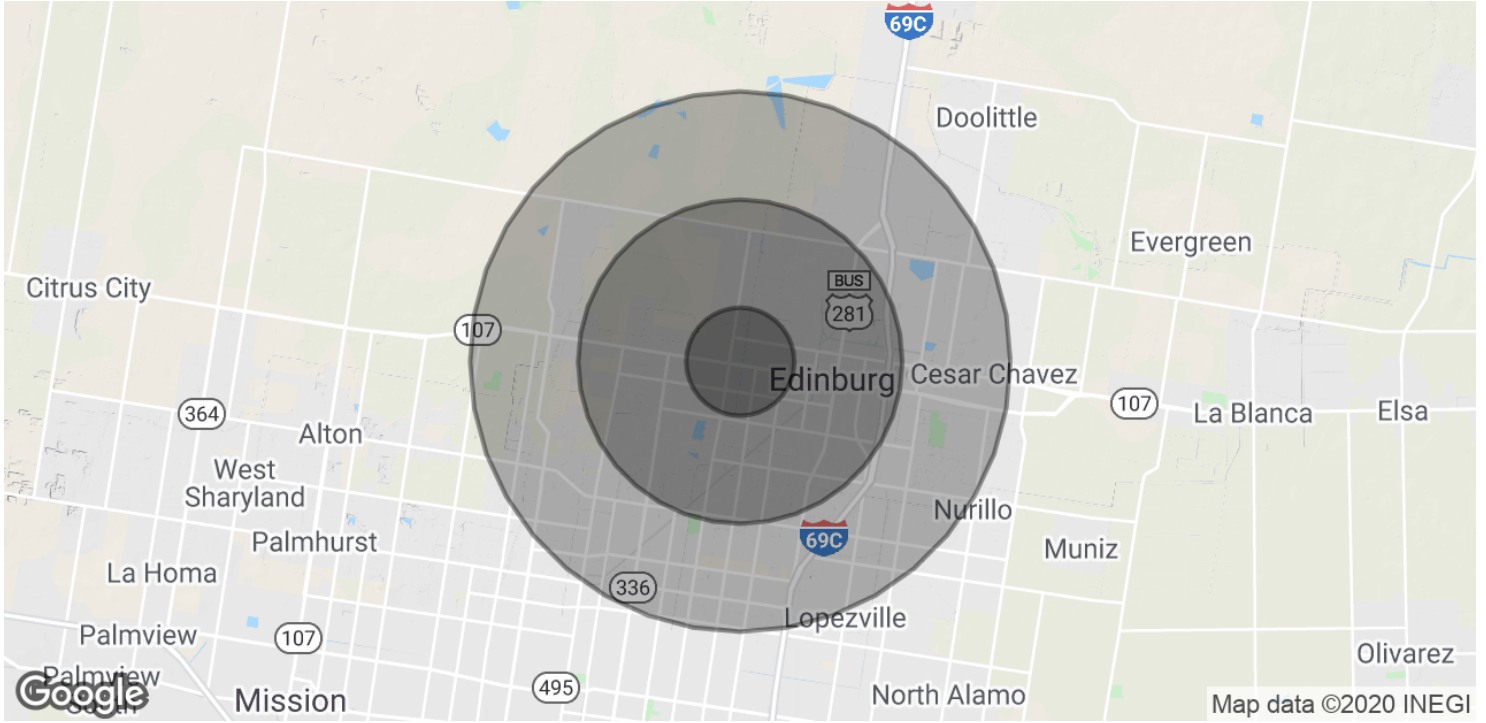 69C
Doolittle
Evergreen
Citrus City
BUS
281
107
Edinburg
Cesar Chavez
107
La Blanca
Elsa
364
Alton
West
Sharyland
Nurillo
69C
Palmhurst
Muniz
La Homa
336
Lopezville
Palmview
107
Olivarez
Palmview
South
Google
Mission
495
North Alamo
Map data ©2020 INEGI